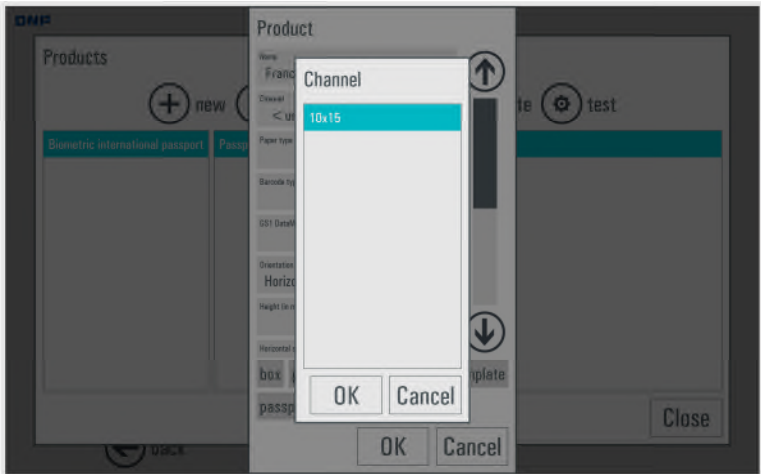 DNP
Product
Products
Name
Franc
Channel
Channel
new
te
test
< us
10x15
Paper type
Biometric international passport
Passp
Barcode typ
GS1 DataM
Orientation
Horizo
Height (in m
Horizontal
box
mplate
OK
Cancel
passp
Close
OK
Cancel
back